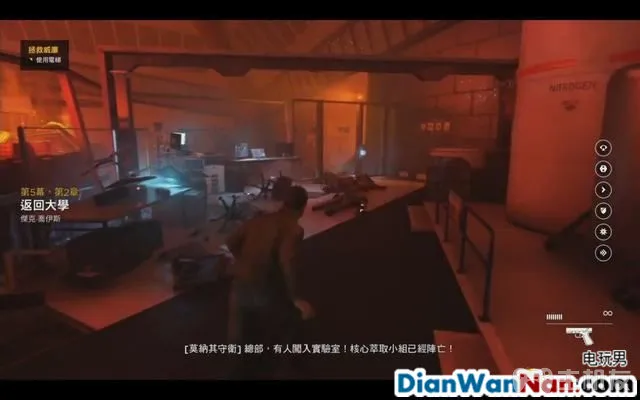 拯救威廉
使用電梯
NITROGEN
第5幕，第2章
返回大學
傑克·喬伊斯
[莫納其守衛] 總部，有人闖入實驗室！核心萃取小組已經陣亡！
∞
电玩男
DianWanNan.com